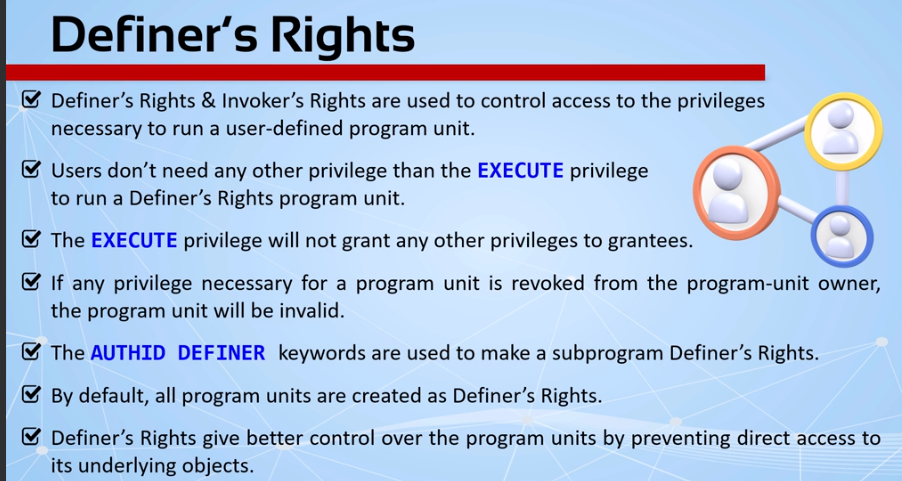 Definer's Rights
Definer's Rights & Invoker's Rights are used to control access to the privileges
necessary to run a user-defined program unit.
Users don't need any other privilege than the EXECUTE privilege
to run a Definer's Rights program unit.
The EXECUTE privilege will not grant any other privileges to grantees.
If any privilege necessary for a program unit is revoked from the program-unit owner,
the program unit will be invalid.
The AUTHID DEFINER keywords are used to make a subprogram Definer's Rights.
By default, all program units are created as Definer's Rights.
Definer's Rights give better control over the program units by preventing direct access to
its underlying objects.